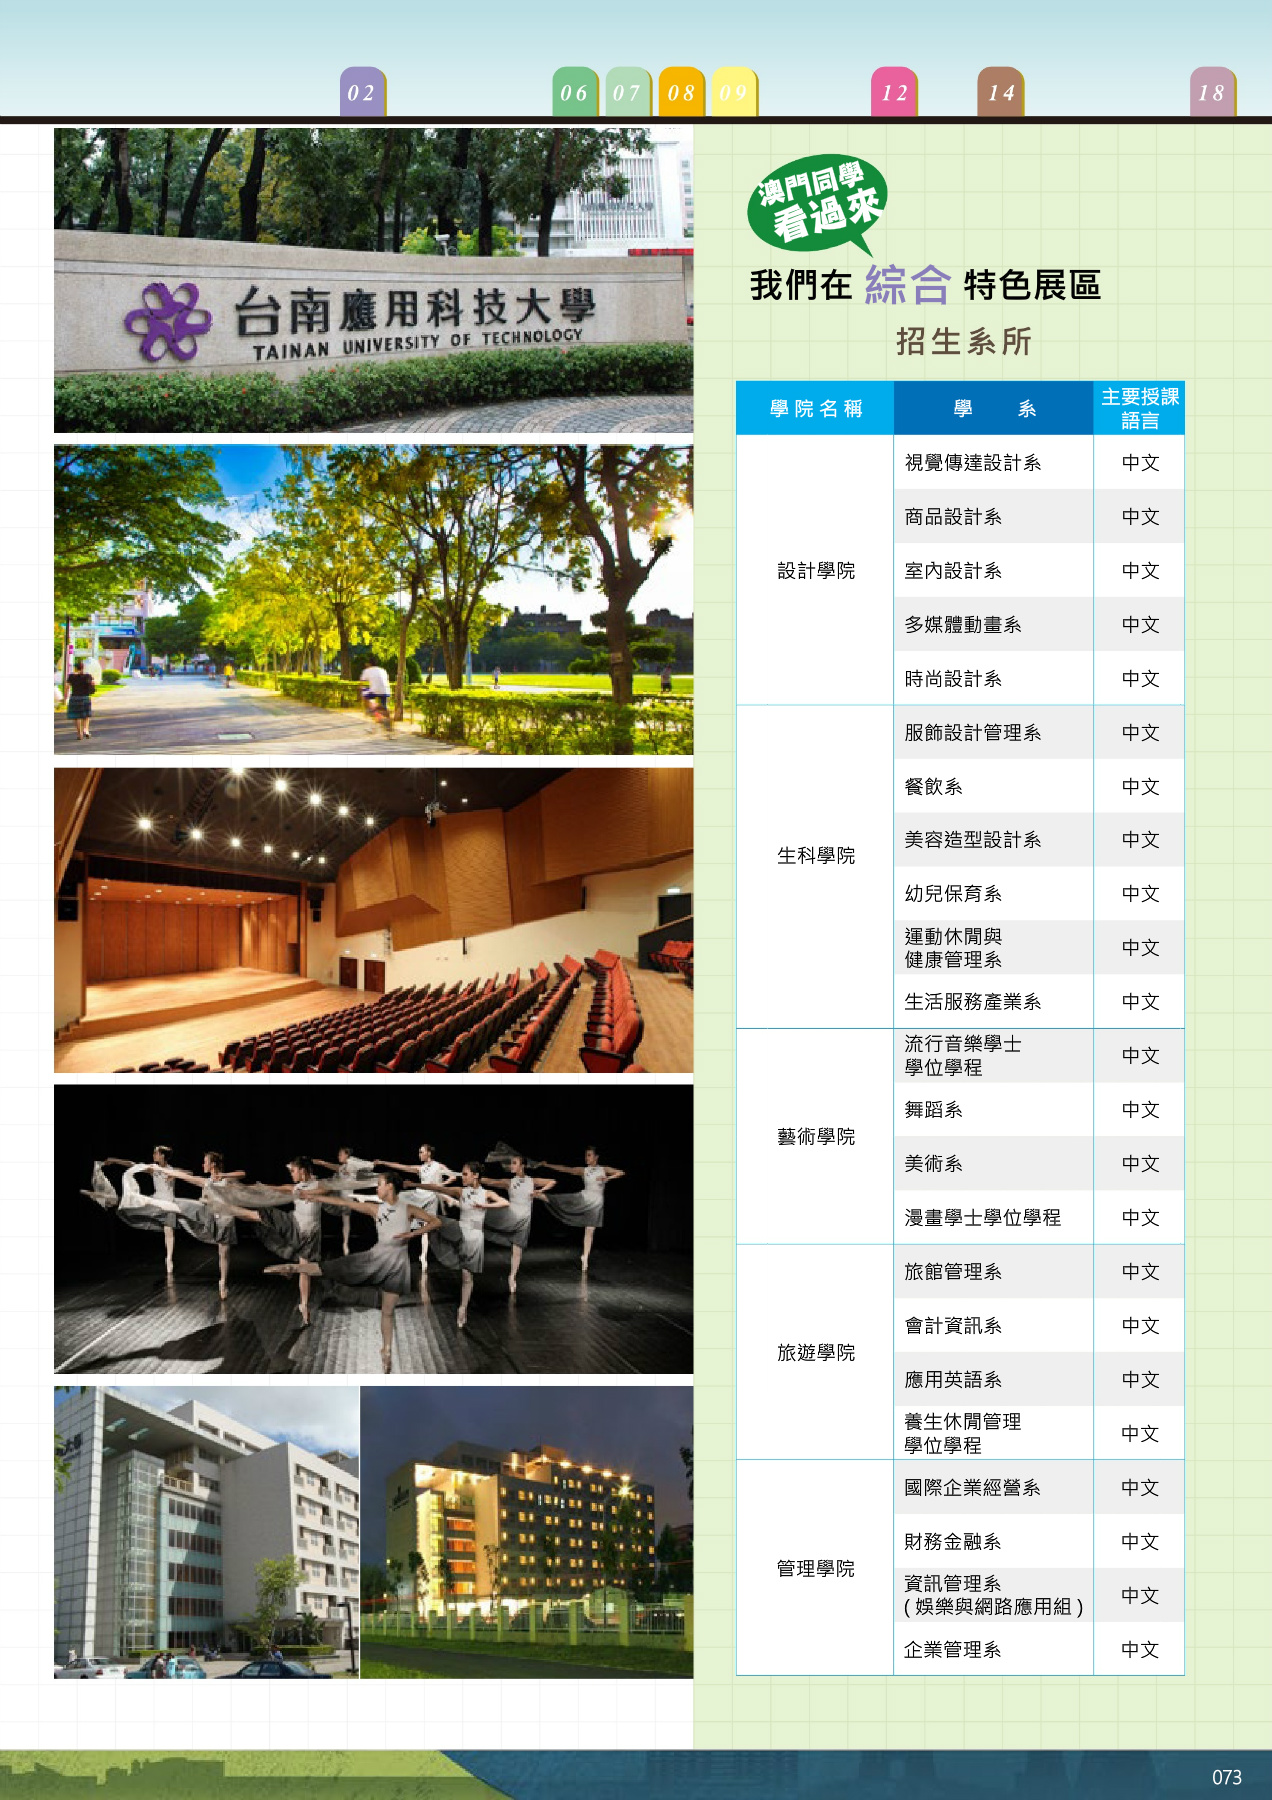 02
06
07
08
09
12
14
18
台南應用科技大學
TAINAN UNIVERSITY OF TECHNOLOGY
澳門同學
看過來
我們在 綜合 特色展區
招生系所
學院名稱 學 系 主要授課
語言
設計學院
視覺傳達設計系 中文
商品設計系 中文
室內設計系 中文
多媒體動畫系 中文
時尚設計系 中文
生科學院
服飾設計管理系 中文
餐飲系 中文
美容造型設計系 中文
幼兒保育系 中文
運動休閒與
健康管理系 中文
生活服務產業系 中文
藝術學院
流行音樂學士
學位學程 中文
舞蹈系 中文
美術系 中文
漫畫學士學位學程 中文
旅遊學院
旅館管理系 中文
會計資訊系 中文
應用英語系 中文
養生休閒管理
學位學程 中文
管理學院
國際企業經營系 中文
財務金融系 中文
資訊管理系
( 娛樂與網路應用組 ) 中文
企業管理系 中文
073